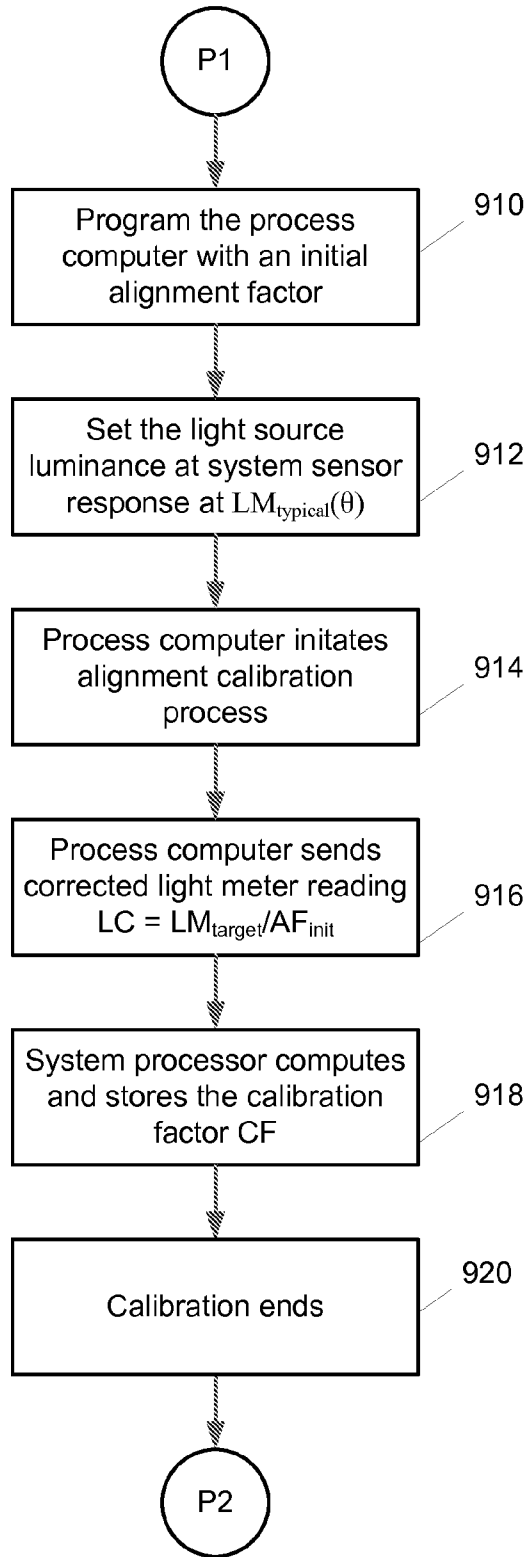 P1
Program the process
computer with an initial
alignment factor
910
Set the light source
luminance at system sensor
response at LMtypical(θ)
912
Process computer initates
alignment calibration
process
914
Process computer sends
corrected light meter reading
LC = LMtarget/AFinit
916
System processor computes
and stores the calibration
factor CF
918
Calibration ends
920
P2